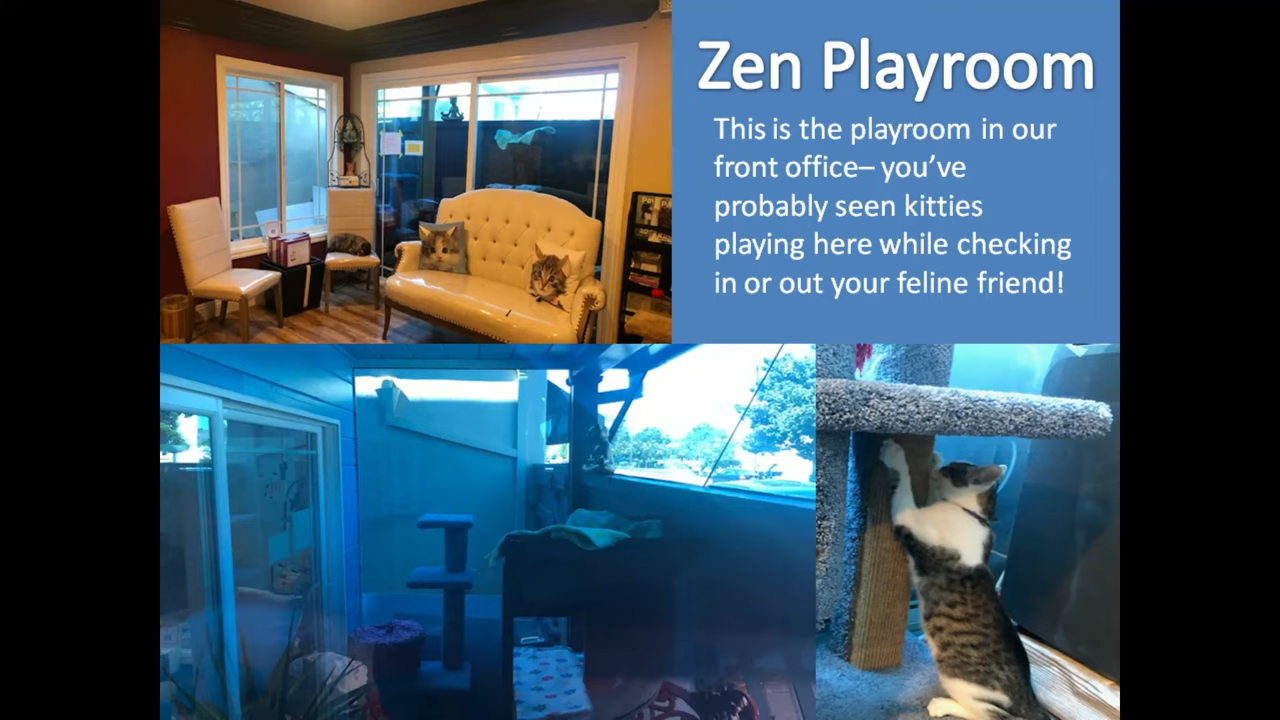 Zen Playroom
This is the playroom in our
front office– you’ve
probably seen kitties
playing here while checking
in or out your feline friend!